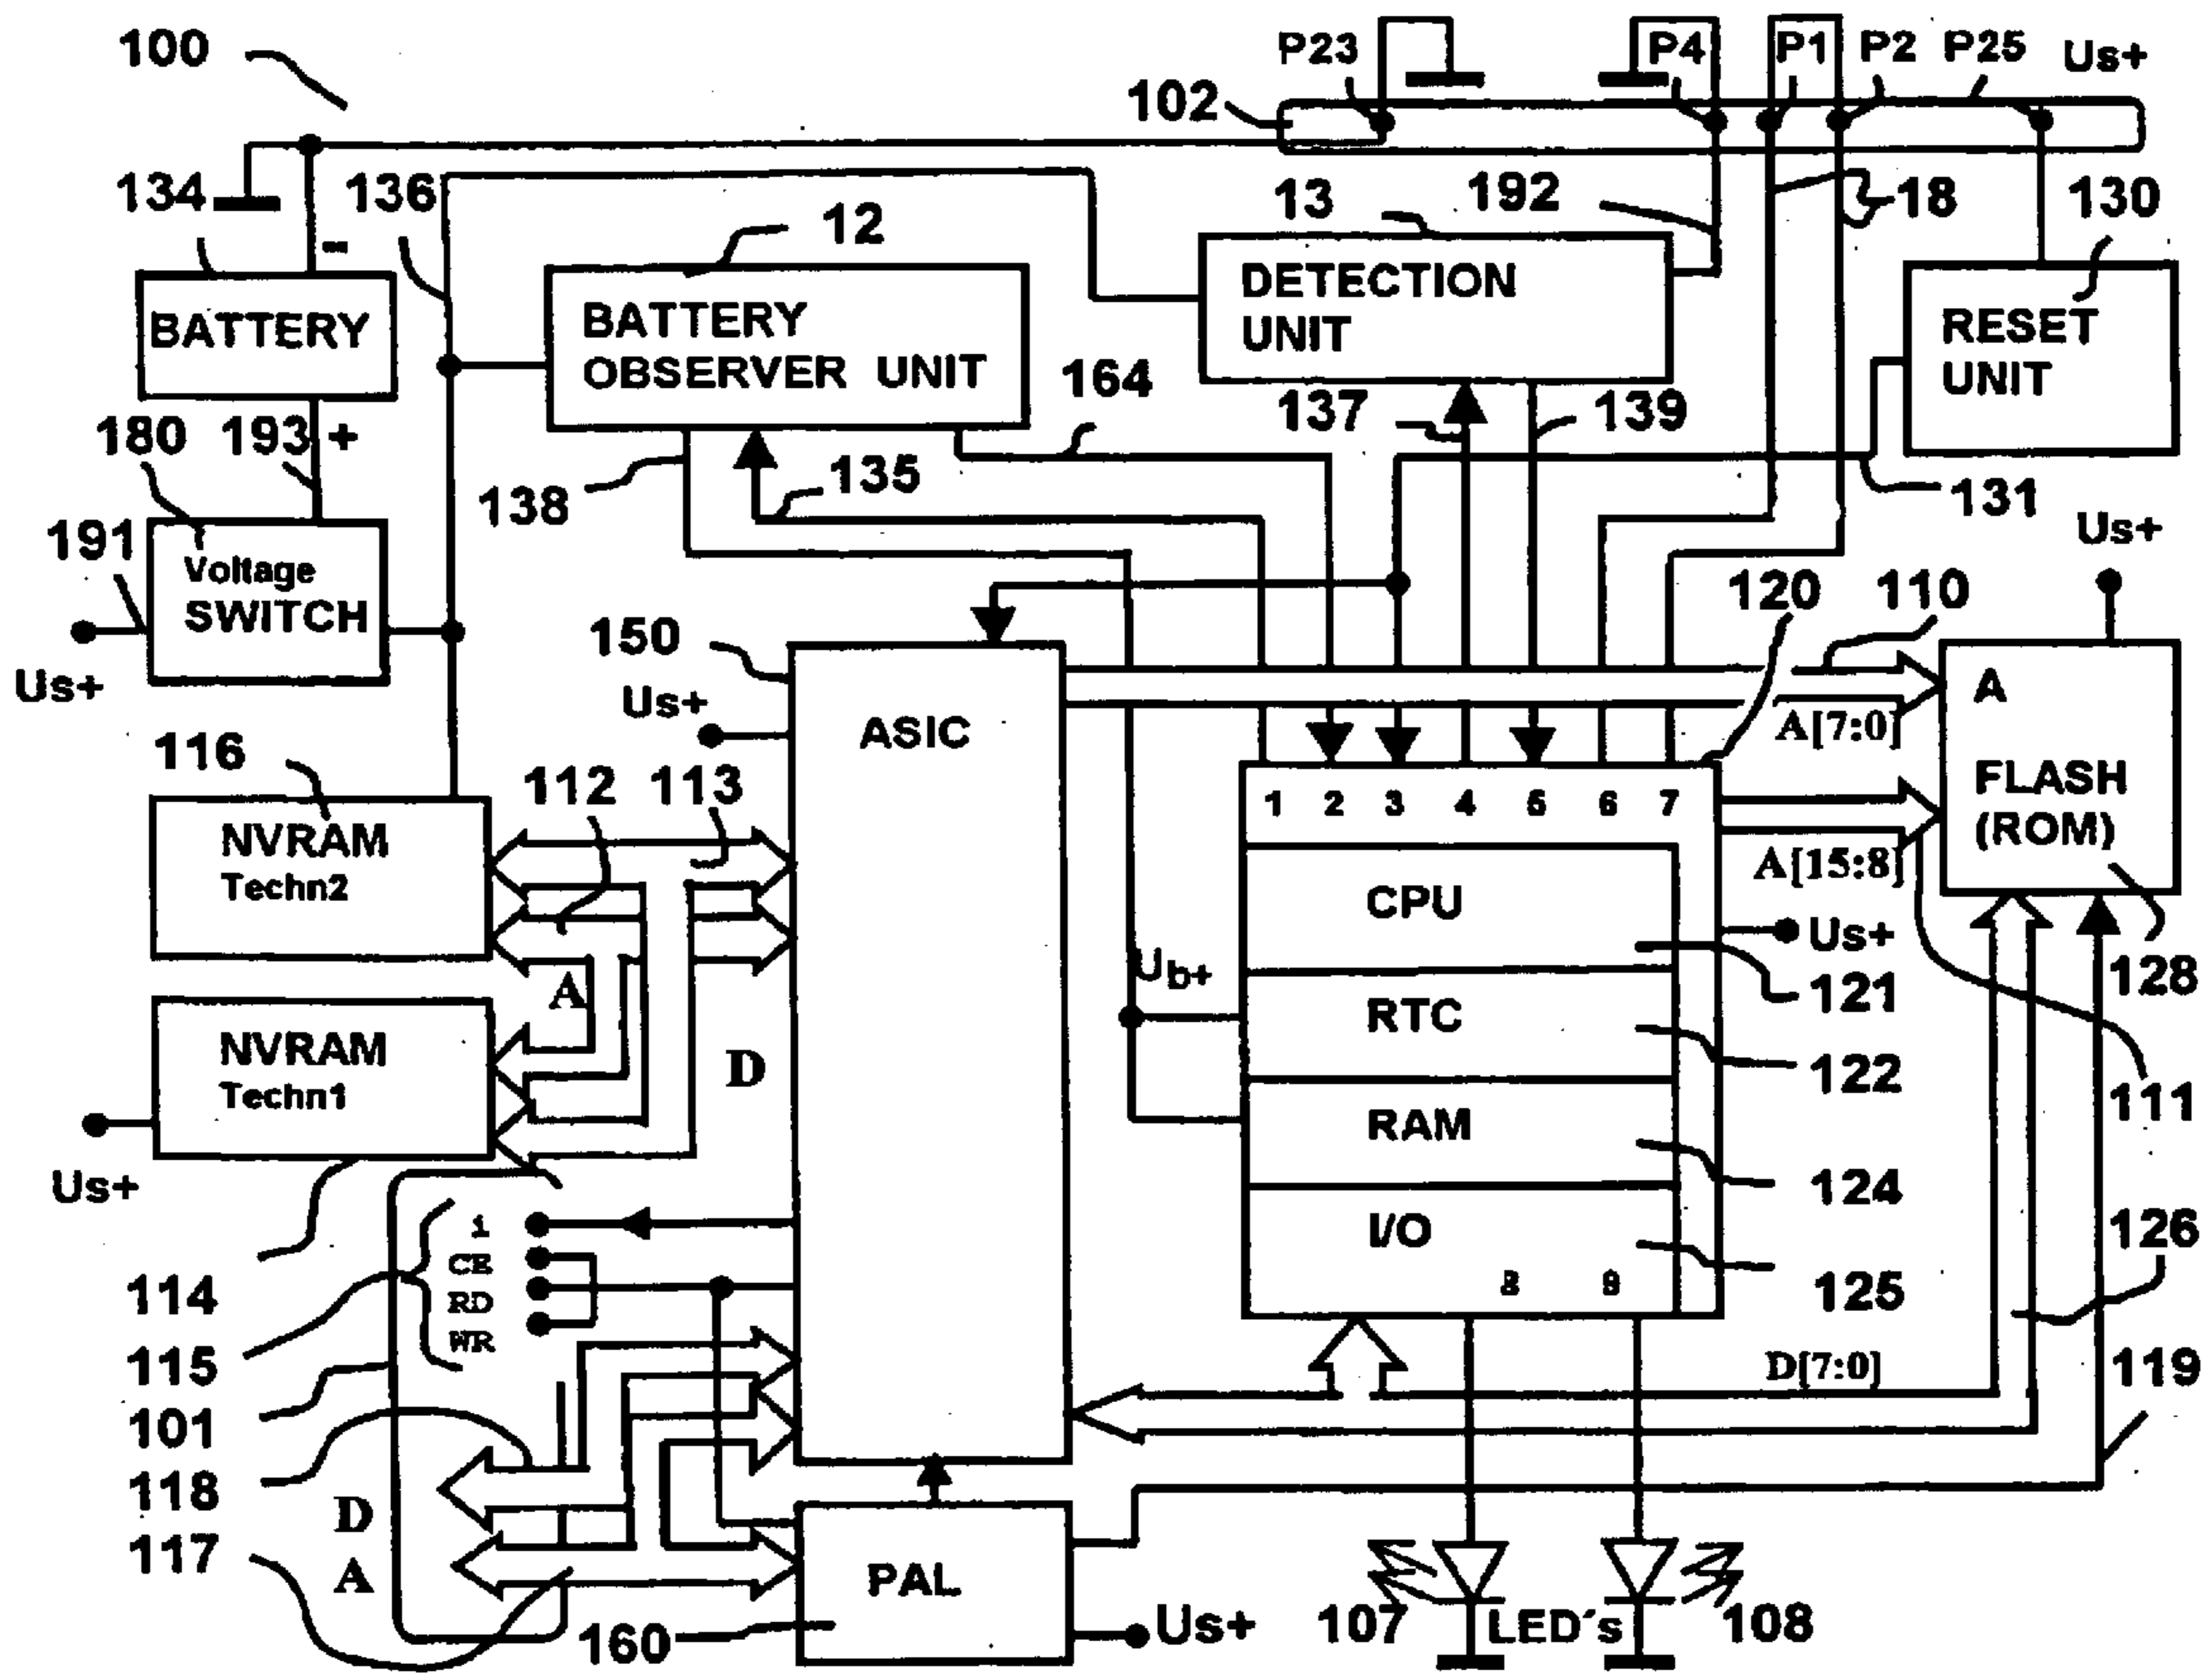 100
P23
P4
P1
P2
P25
Us+
102
134
136
12
13
192
18
130
-
BATTERY
BATTERY
OBSERVER UNIT
DETECTION
UNIT
RESET
UNIT
164
180
193
+
137
139
138
135
131
191
Voltage
SWITCH
Us+
Us+
150
Us+
120
110
ASIC
A
A[7:0]
116
112
113
NVRAM
Techn2
1 2 3 4 5 6 7
FLASH
(ROM)
A[15:8]
CPU
Us+
A
Ub+
121
128
NVRAM
Techn1
D
RTC
122
111
RAM
Us+
124
126
i
CE
RD
WR
I/O
8 9
125
114
115
101
118
D
117
A
D[7:0]
119
PAL
160
Us+
107
LED´s
108